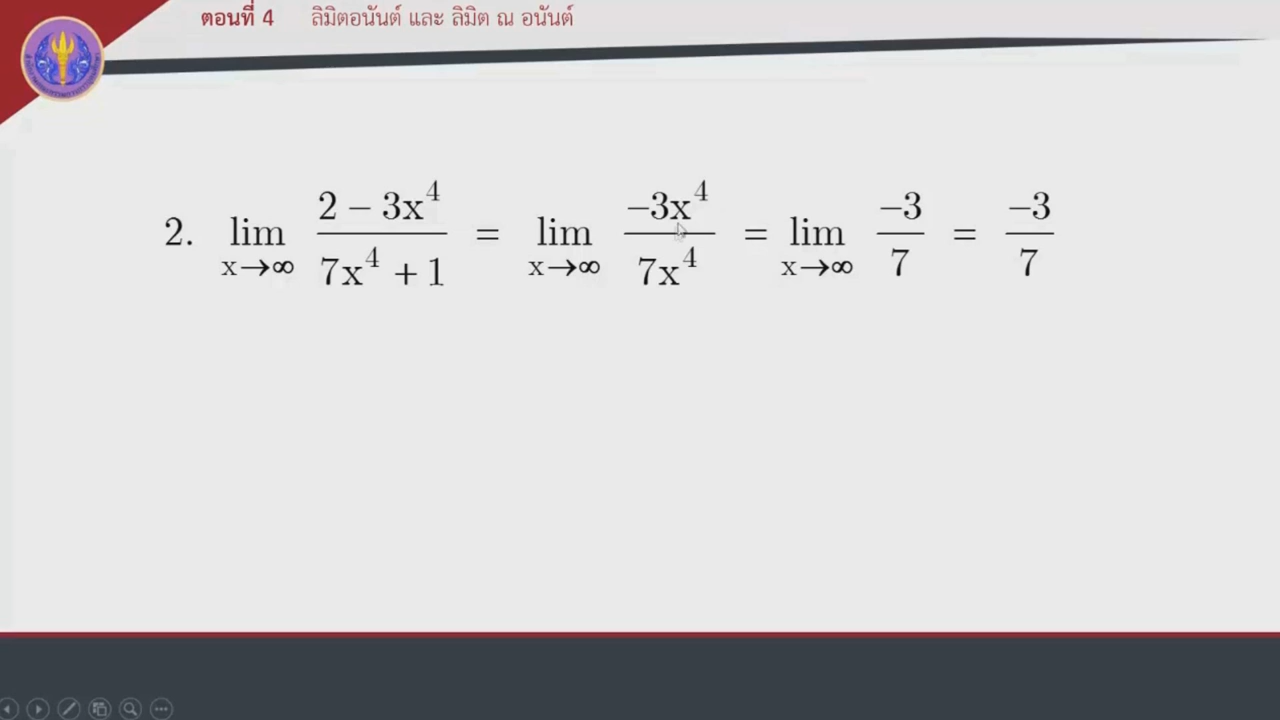 ตอนที่ 4 ลิมิตอนันต์ และ ลิมิต ณ อนันต์
2. lim x→∞ (2 − 3x⁴)/(7x⁴ + 1) = lim x→∞ (−3x⁴)/(7x⁴) = lim x→∞ (−3)/7 = (−3)/7